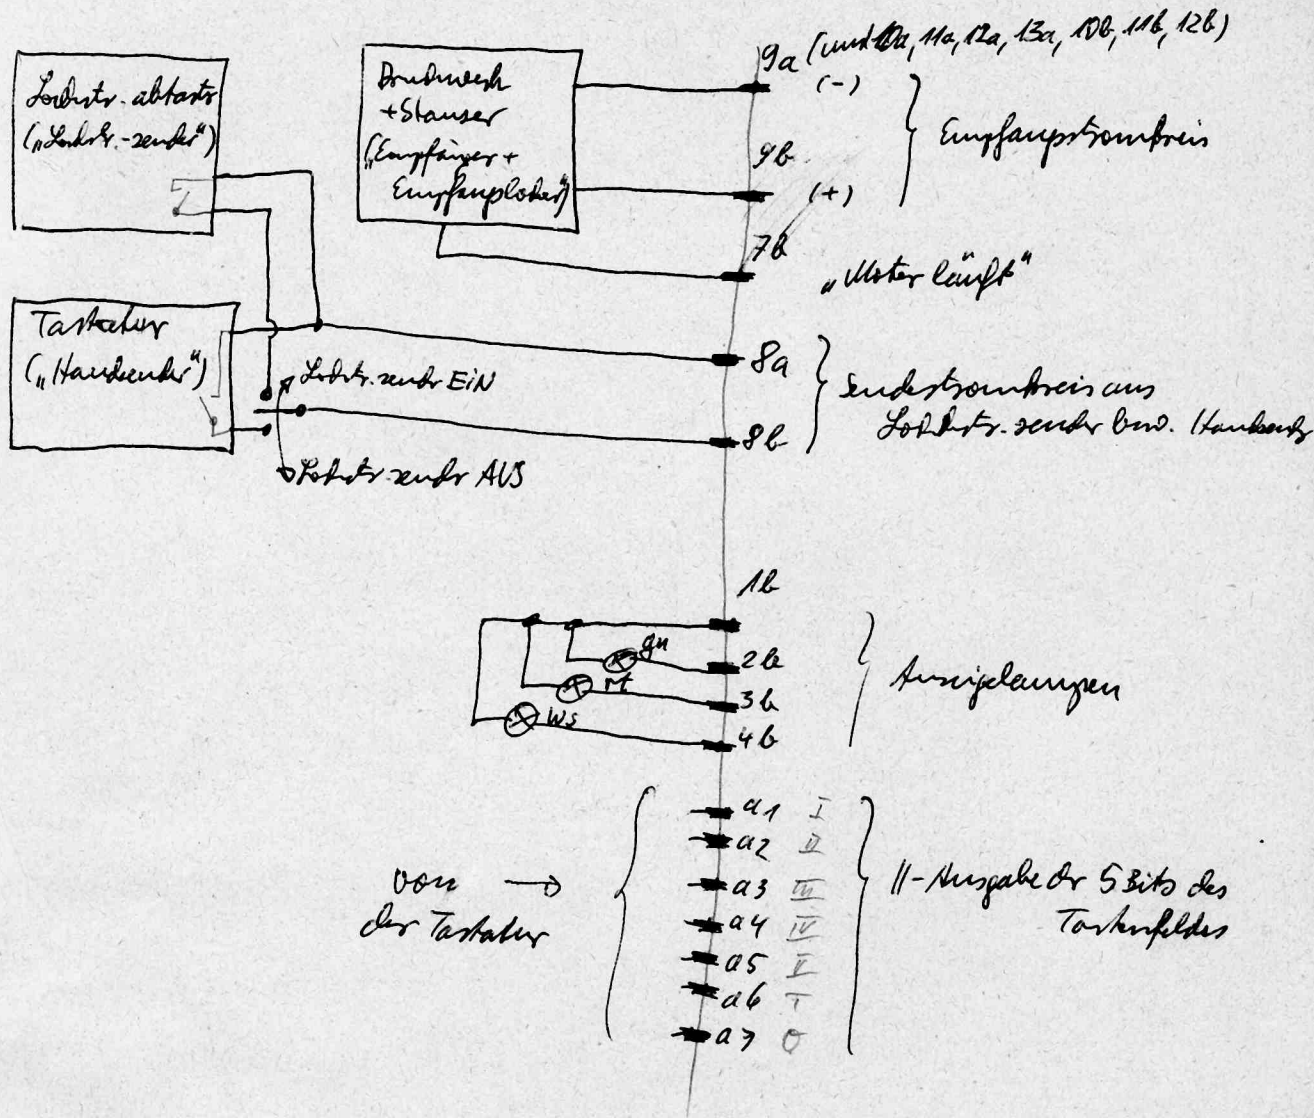 9a (und 10a, 11a, 12a, 13a, 10b, 11b, 12b)
(-)
Lochstr.-abtaster
("Lochstr.-sender")
Druckwerk
+ Stanzer
("Empfänger +
Empfangslocher")
Empfangsstromkreis
9b
(+)
7b
"Motor läuft"
Tastatur
("Handsender")
8a
Lochstr. sender EIN
Sendestromkreis aus
Lochstr. sender bzw. Handsender
8b
Lochstr. sender AUS
1b
gn
2b
rt
3b
ws
4b
Anzeigelampen
a1 I
a2 II
a3 III
a4 IV
a5 V
a6 T
a7 0
von →
der Tastatur
||-Ausgabe der 5 Bits des
Tastenfeldes